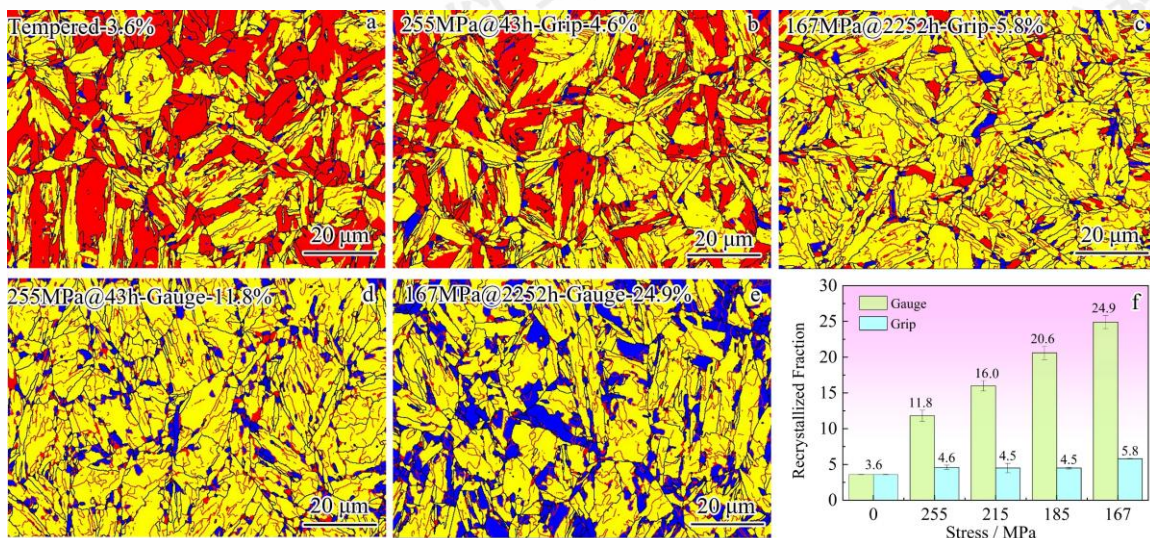 Tempered-3.6%
a
20 μm
255MPa@43h-Grip-4.6%
b
20 μm
167MPa@2252h-Grip-5.8%
c
20 μm
255MPa@43h-Gauge-11.8%
d
20 μm
167MPa@2252h-Gauge-24.9%
e
20 μm
f
Gauge
Grip
Recrystallized Fraction
30
25
20
15
10
5
0
3.6
11.8
4.6
16.0
4.5
20.6
4.5
24.9
5.8
0 255 215 185 167
Stress / MPa